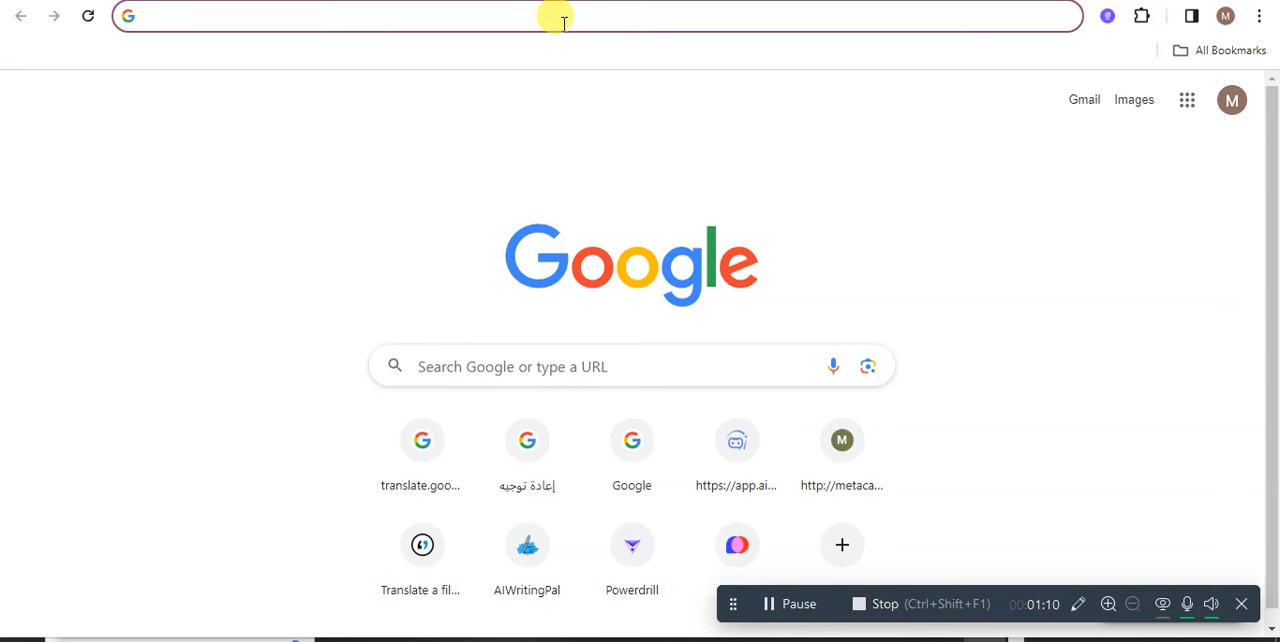 M
All Bookmarks
Gmail Images M
Google
Search Google or type a URL
M
translate.goo... إعادة توجيه Google https://app.ai... http://metaca...
Translate a fil... AIWritingPal Powerdrill
Pause Stop (Ctrl+Shift+F1) 00:01:10